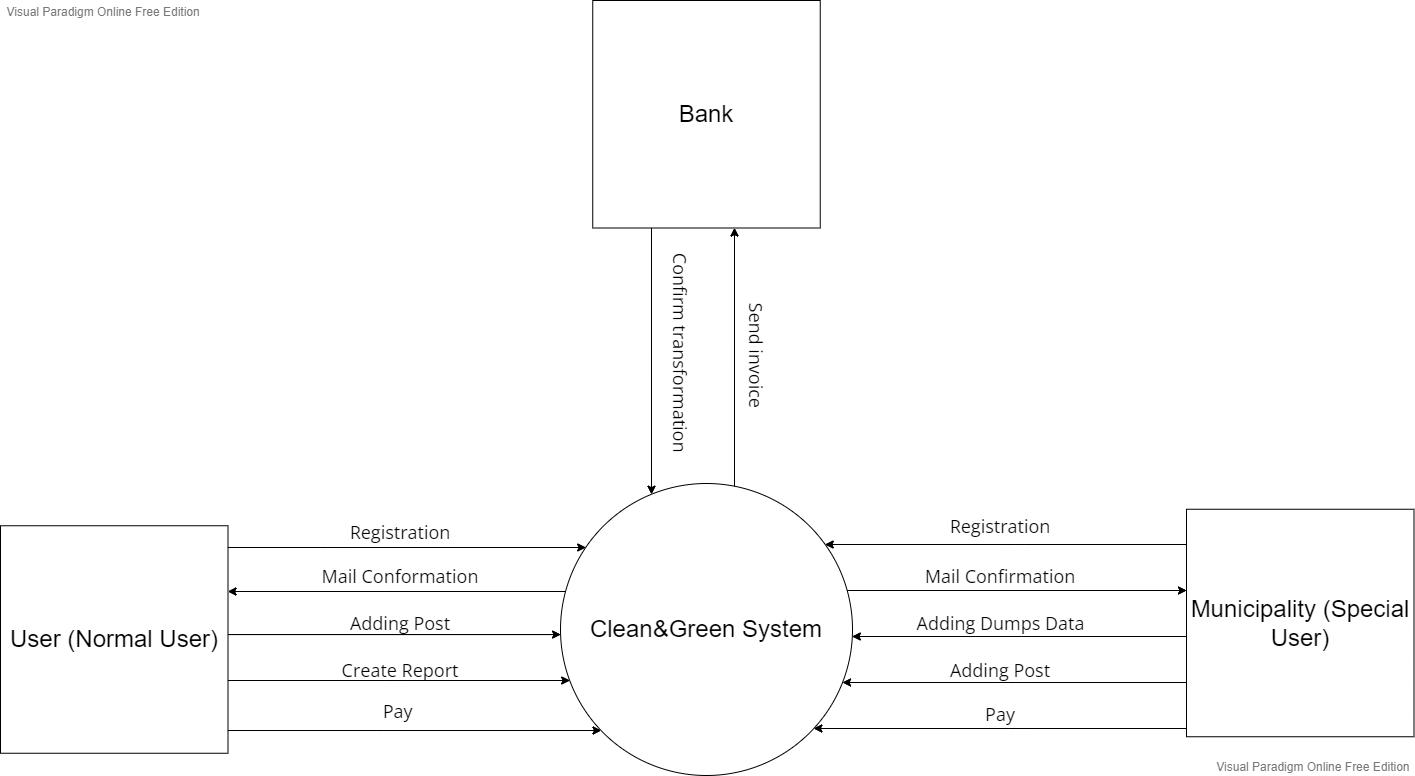 Visual Paradigm Online Free Edition
Bank
Confirm transformation
Send invoice
Registration
Mail Conformation
Adding Post
Create Report
Pay
User (Normal User)
Clean&Green System
Registration
Mail Confirmation
Adding Dumps Data
Adding Post
Pay
Municipality (Special
User)
Visual Paradigm Online Free Edition